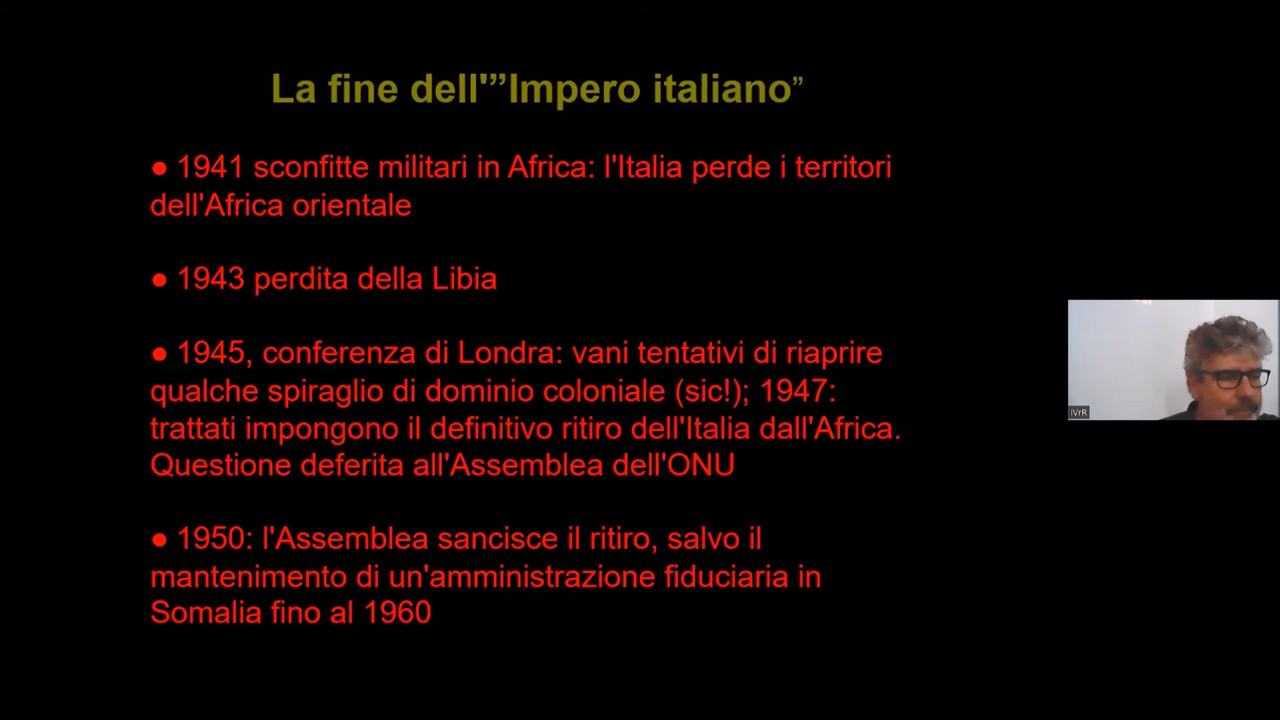 La fine dell'”Impero italiano”
● 1941 sconfitte militari in Africa: l'Italia perde i territori
dell'Africa orientale
● 1943 perdita della Libia
● 1945, conferenza di Londra: vani tentativi di riaprire
qualche spiraglio di dominio coloniale (sic!); 1947:
trattati impongono il definitivo ritiro dell'Italia dall'Africa.
Questione deferita all'Assemblea dell'ONU
● 1950: l'Assemblea sancisce il ritiro, salvo il
mantenimento di un'amministrazione fiduciaria in
Somalia fino al 1960
IVrR